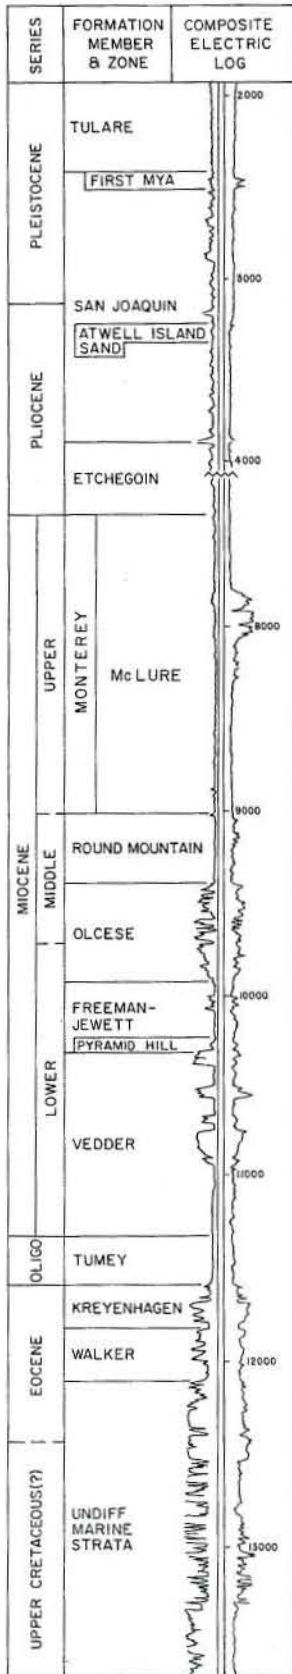 SERIES
FORMATION
MEMBER
& ZONE
COMPOSITE
ELECTRIC
LOG
2000
TULARE
FIRST MYA
PLEISTOCENE
3000
SAN JOAQUIN
ATWELL ISLAND
SAND
PLIOCENE
4000
ETCHEGOIN
UPPER
MONTEREY
McLURE
8000
9000
MIOCENE
MIDDLE
ROUND MOUNTAIN
OLCESE
10000
FREEMAN-
JEWETT
PYRAMID HILL
LOWER
VEDDER
11000
OLIGO
TUMEY
KREYENHAGEN
EOCENE
WALKER
12000
UPPER CRETACEOUS(?)
UNDIFF
MARINE
STRATA
13000